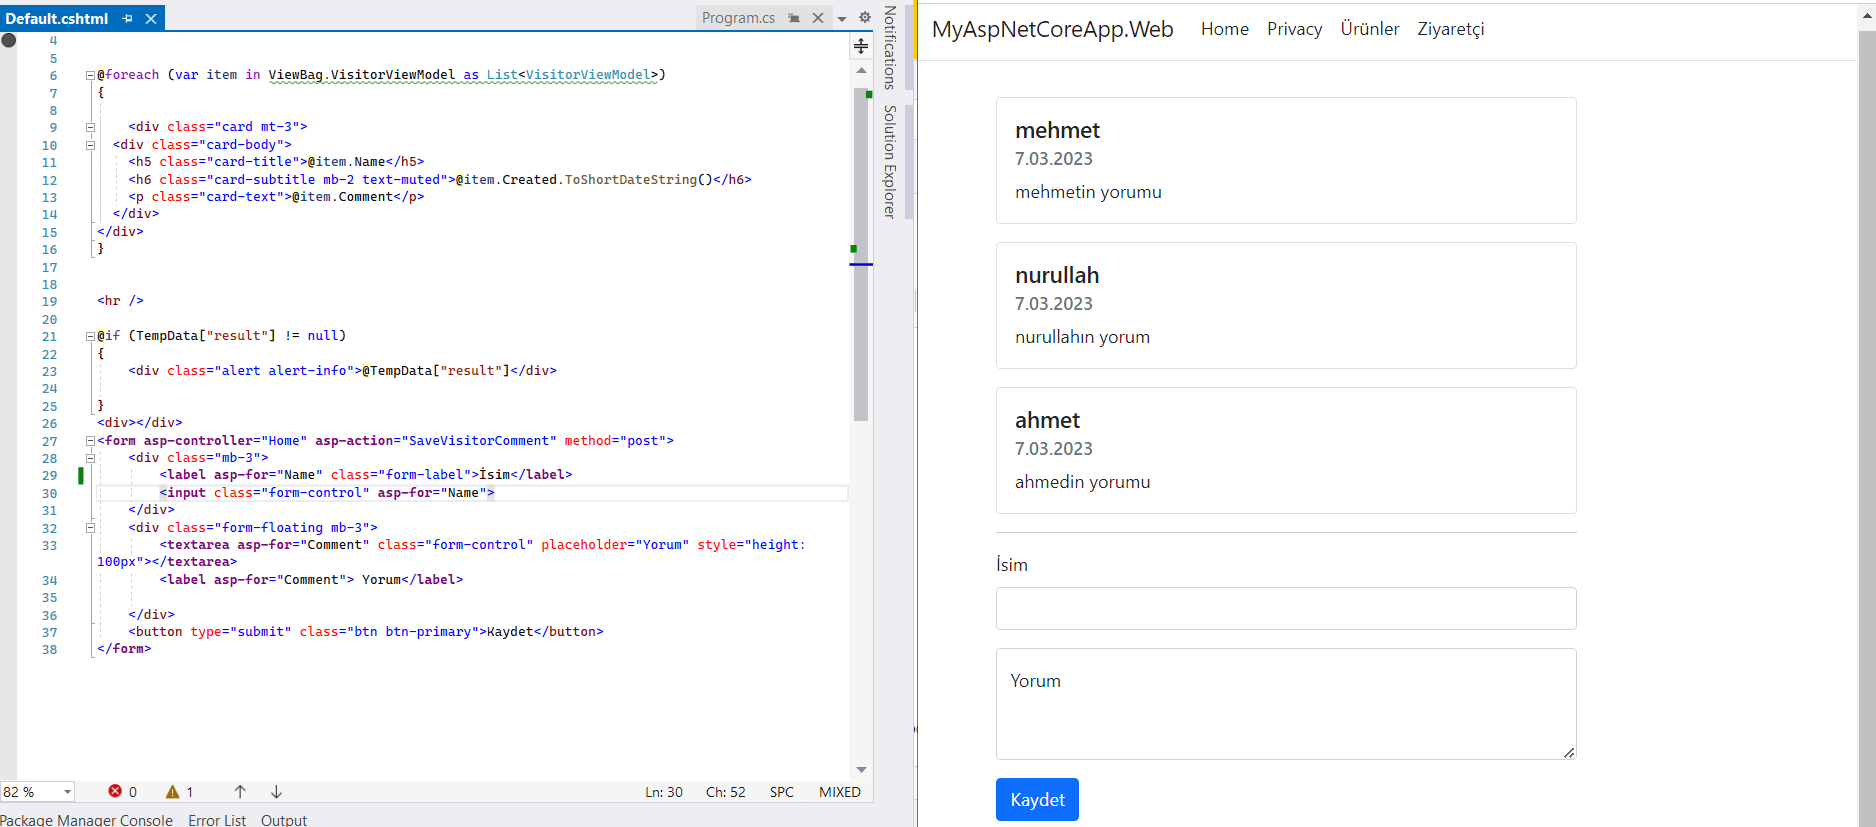 Default.cshtml
Program.cs
4
5
6 @foreach (var item in ViewBag.VisitorViewModel as List<VisitorViewModel>)
7 {
8
9 <div class="card mt-3">
10 <div class="card-body">
11 <h5 class="card-title">@item.Name</h5>
12 <h6 class="card-subtitle mb-2 text-muted">@item.Created.ToShortDateString()</h6>
13 <p class="card-text">@item.Comment</p>
14 </div>
15 </div>
16 }
17
18
19 <hr />
20
21 @if (TempData["result"] != null)
22 {
23 <div class="alert alert-info">@TempData["result"]</div>
24
25 }
26 <div></div>
27 <form asp-controller="Home" asp-action="SaveVisitorComment" method="post">
28 <div class="mb-3">
29 <label asp-for="Name" class="form-label">İsim</label>
30 <input class="form-control" asp-for="Name">
31 </div>
32 <div class="form-floating mb-3">
33 <textarea asp-for="Comment" class="form-control" placeholder="Yorum" style="height:
100px"></textarea>
34 <label asp-for="Comment"> Yorum</label>
35
36 </div>
37 <button type="submit" class="btn btn-primary">Kaydet</button>
38 </form>
82 % 0 1 Ln: 30 Ch: 52 SPC MIXED
Package Manager Console Error List Output
Notifications
Solution Explorer
MyAspNetCoreApp.Web Home Privacy Ürünler Ziyaretçi
mehmet
7.03.2023
mehmetin yorumu
nurullah
7.03.2023
nurullahın yorum
ahmet
7.03.2023
ahmedin yorumu
İsim
Yorum
Kaydet